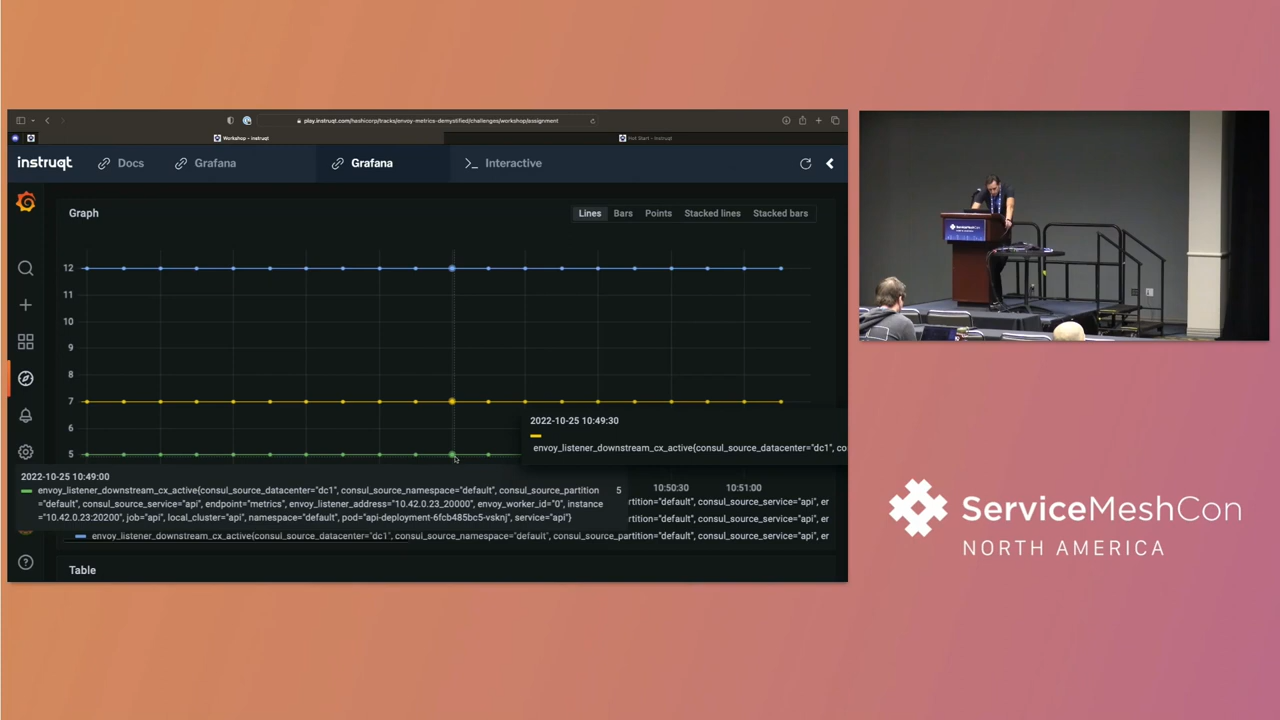 play.instruqt.com/hashicorp/tracks/envoy-metrics-demystified/challenges/workshop/assignment
Workshop - Instruqt
Not Start - Instruqt
instruqt
Docs
Grafana
Grafana
Interactive
Graph
Lines
Bars
Points
Stacked lines
Stacked bars
12
11
10
9
8
7
6
5
2022-10-25 10:49:30
envoy_listener_downstream_cx_active{consul_source_datacenter="dc1", co
2022-10-25 10:49:00
envoy_listener_downstream_cx_active{consul_source_datacenter="dc1", consul_source_namespace="default", consul_source_partition
5
="default", consul_source_service="api", endpoint="metrics", envoy_listener_address="10.42.0.23_20000", envoy_worker_id="0", instance
="10.42.0.23:20200", job="api", local_cluster="api", namespace="default", pod="api-deployment-6fcb485bc5-vsknj", service="api"}
10:50:30
10:51:00
rtition="default", consul_source_service="api", er
rtition="default", consul_source_service="api", er
envoy_listener_downstream_cx_active{consul_source_datacenter="dc1", consul_source_namespace="default", consul_source_partition="default", consul_source_service="api", er
Table
ServiceMeshCon
ServiceMeshCon
NORTH AMERICA